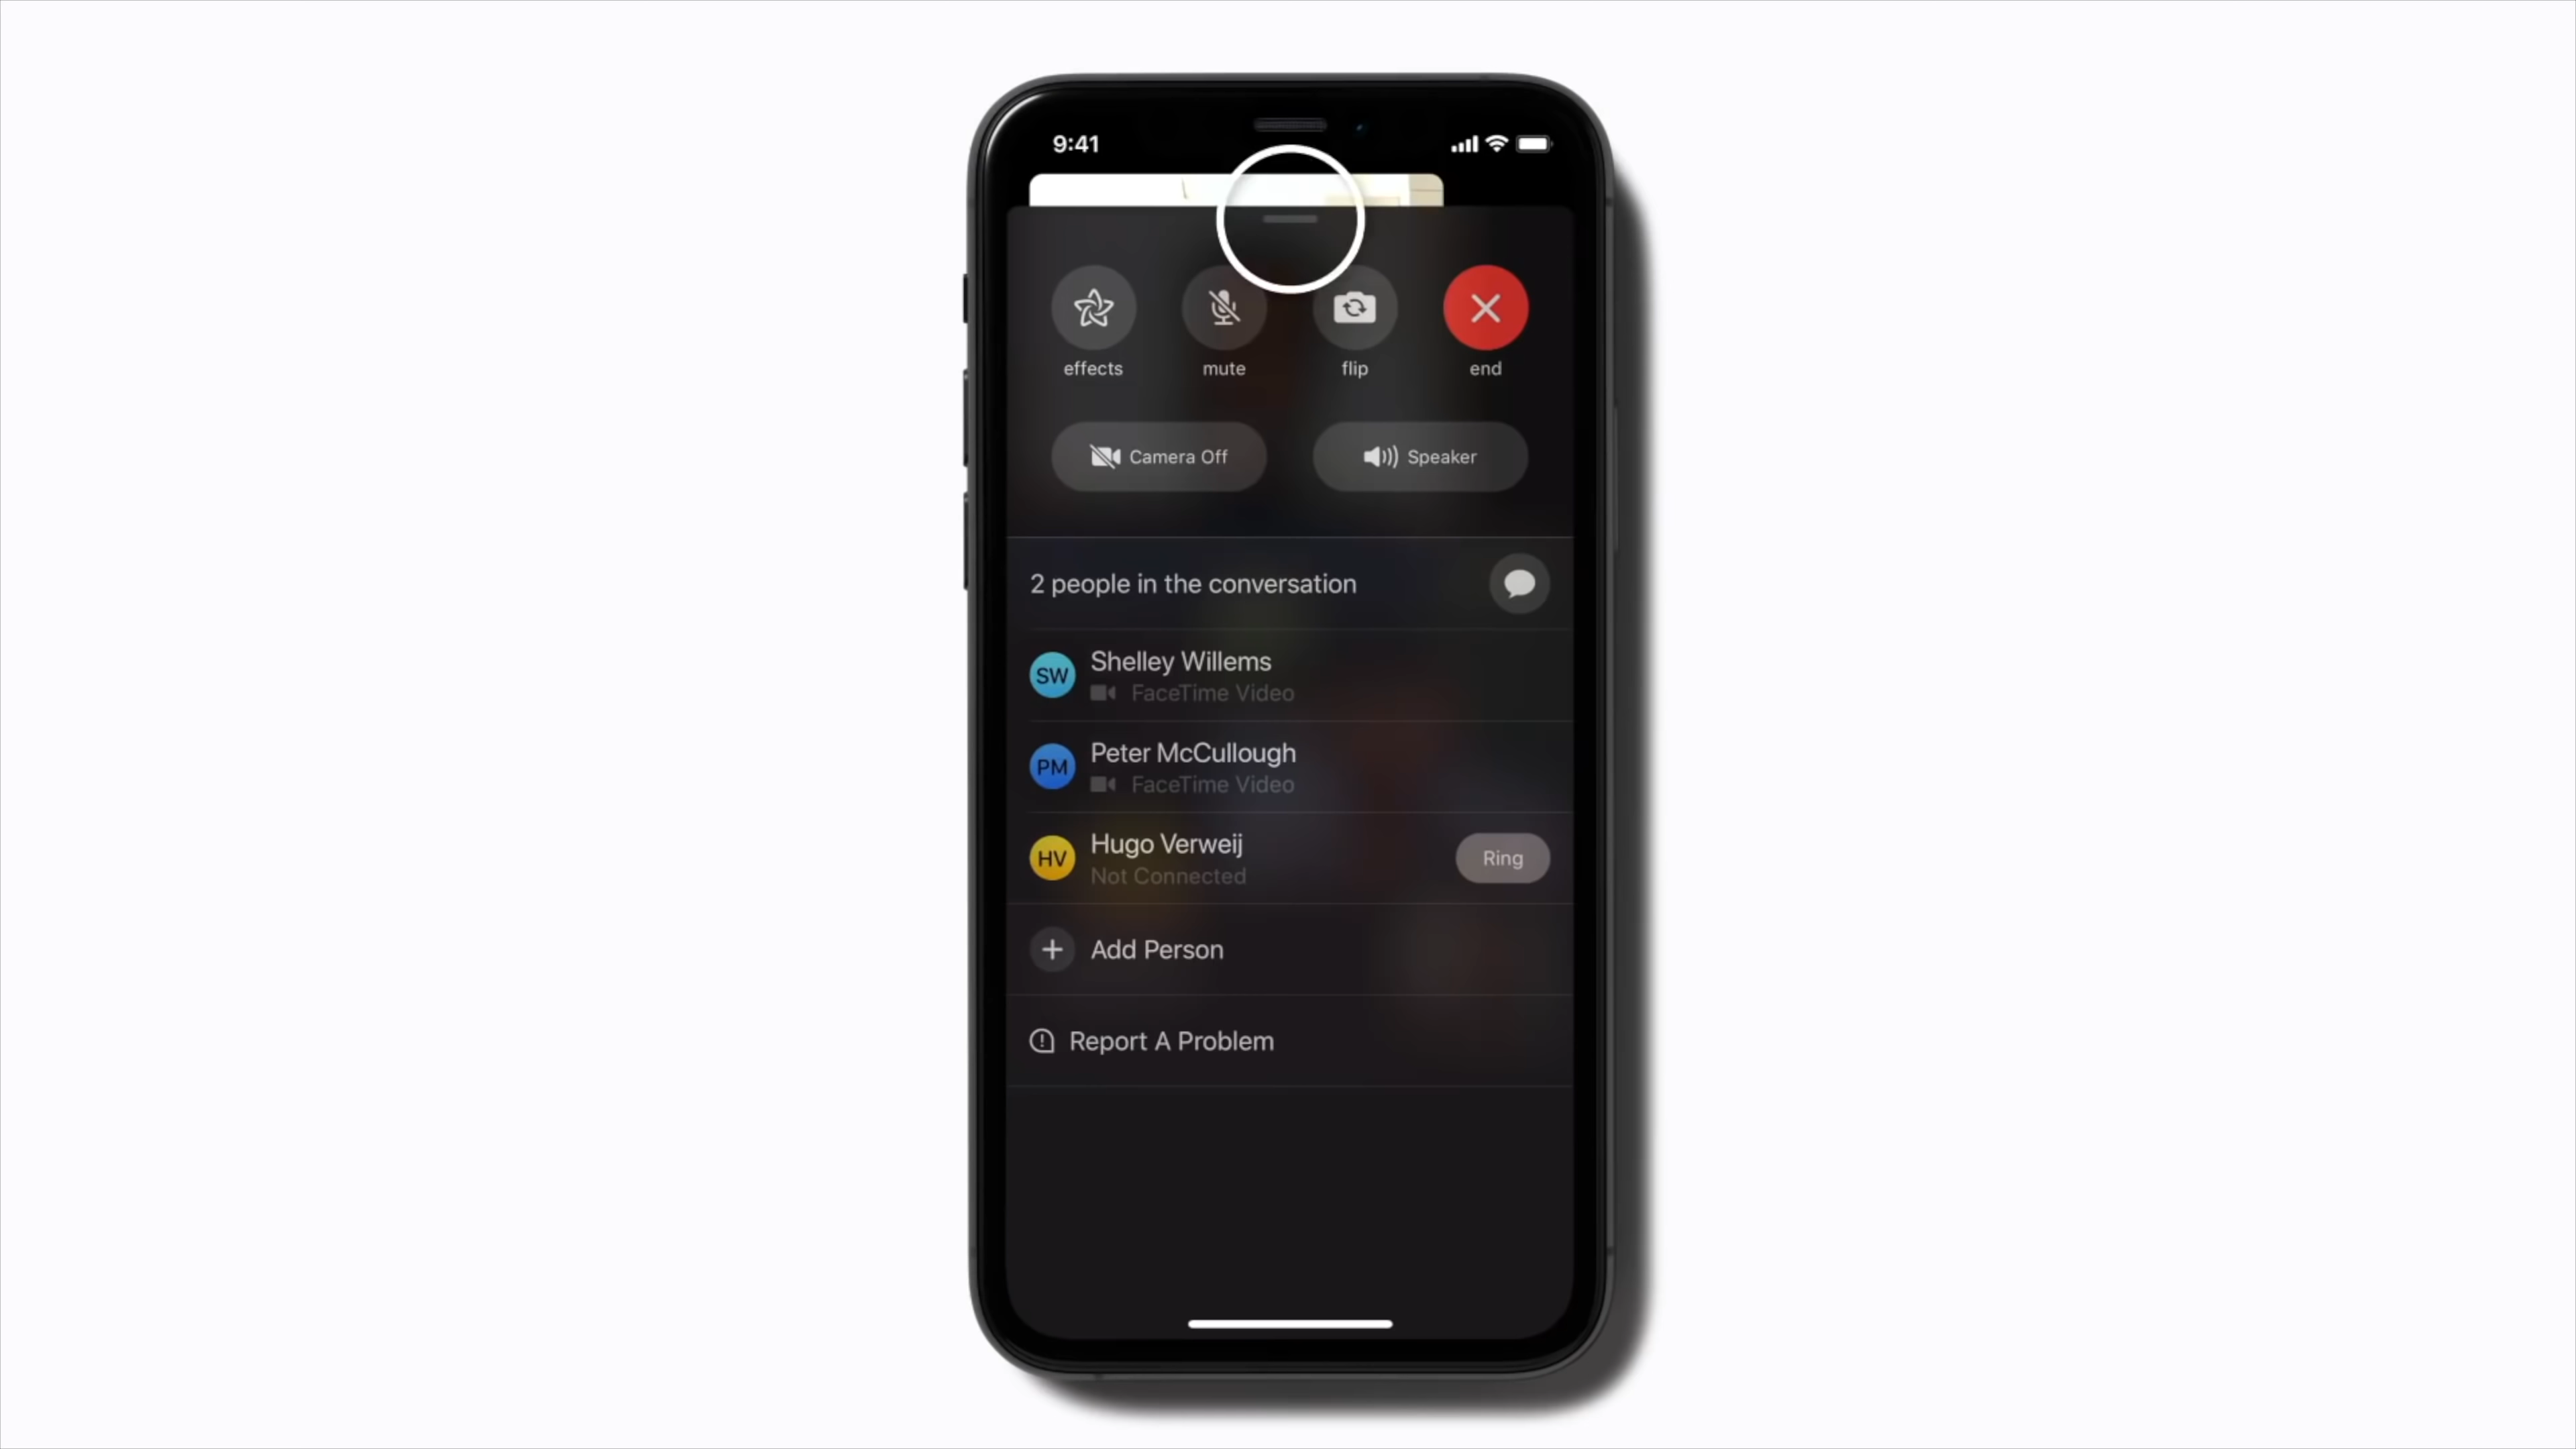 9:41
effects
mute
flip
end
Camera Off
Speaker
2 people in the conversation
SW
Shelley Willems
FaceTime Video
PM
Peter McCullough
FaceTime Video
HV
Hugo Verweij
Not Connected
Ring
Add Person
Report A Problem